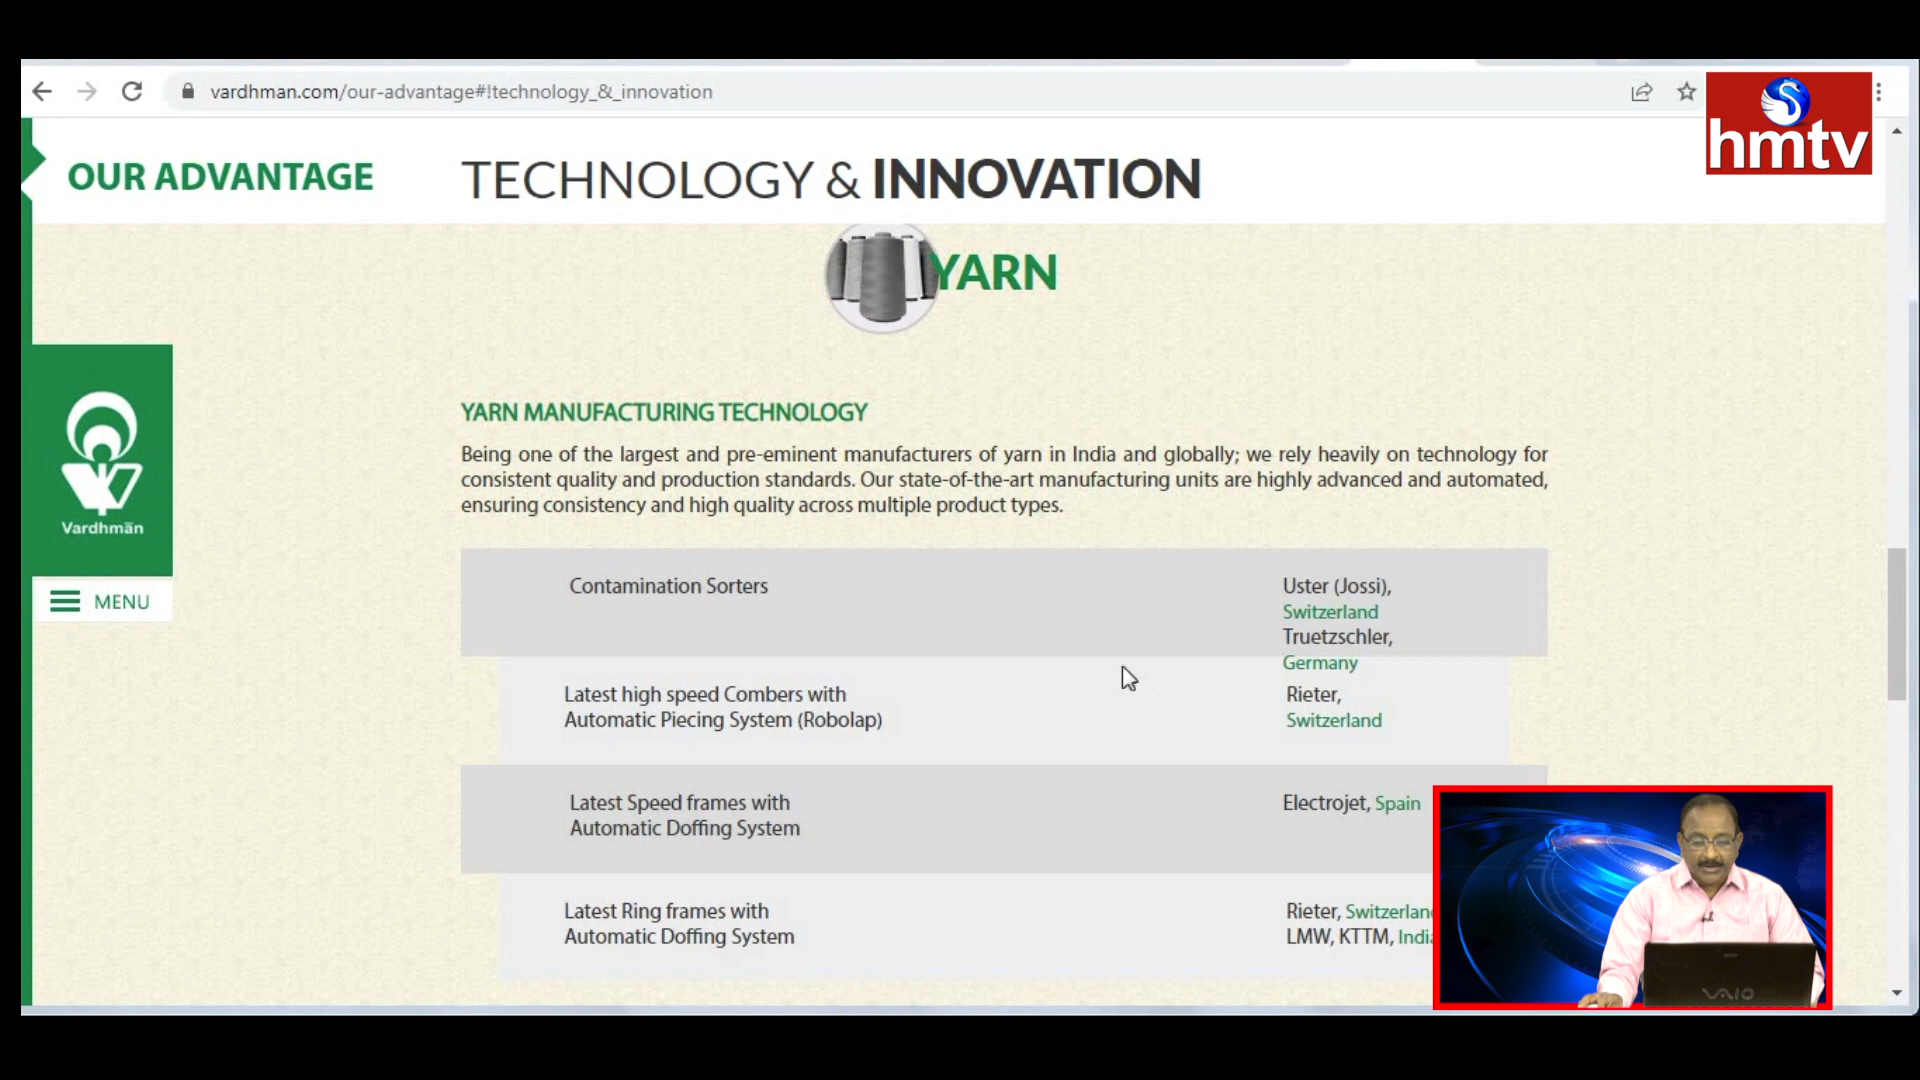 vardhman.com/our-advantage#!technology_&_innovation
hmtv
OUR ADVANTAGE
TECHNOLOGY & INNOVATION
YARN
Vardhmān
MENU
YARN MANUFACTURING TECHNOLOGY
Being one of the largest and pre-eminent manufacturers of yarn in India and globally; we rely heavily on technology for
consistent quality and production standards. Our state-of-the-art manufacturing units are highly advanced and automated,
ensuring consistency and high quality across multiple product types.
Contamination Sorters
Uster (Jossi),
Switzerland
Truetzschler,
Germany
Latest high speed Combers with
Automatic Piecing System (Robolap)
Rieter,
Switzerland
Latest Speed frames with
Automatic Doffing System
Electrojet, Spain
Latest Ring frames with
Automatic Doffing System
Rieter, Switzerlan
LMW, KTTM, Indi
VAIO